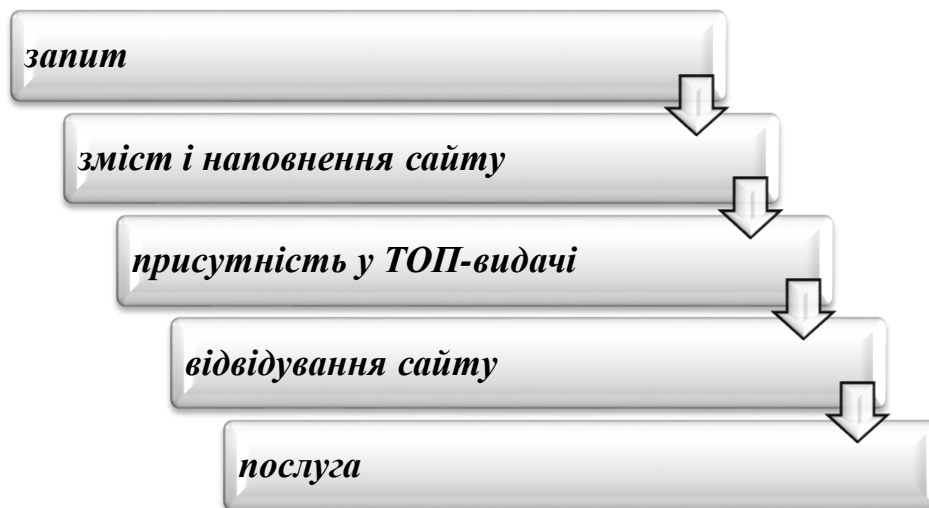 запит
зміст і наповнення сайту
присутність у ТОП-видачі
відвідування сайту
послуга